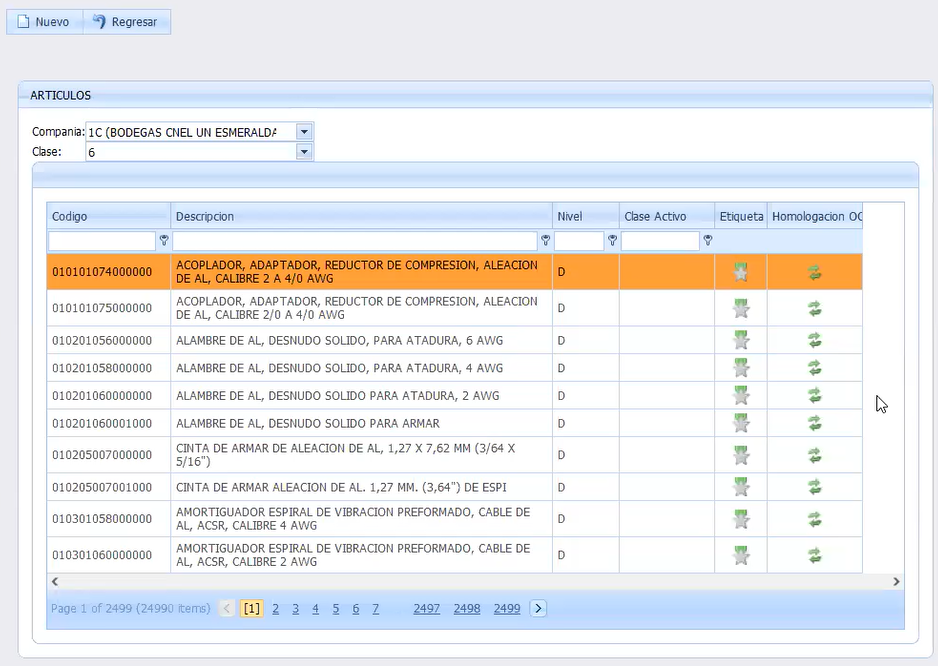 Nuevo Regresar
ARTICULOS
Compania: 1C (BODEGAS CNEL UN ESMERALDA
Clase: 6
Codigo Descripcion Nivel Clase Activo Etiqueta Homologacion OC
010101074000000 ACOPLADOR, ADAPTADOR, REDUCTOR DE COMPRESION, ALEACION D
DE AL, CALIBRE 2 A 4/0 AWG
010101075000000 ACOPLADOR, ADAPTADOR, REDUCTOR DE COMPRESION, ALEACION D
DE AL, CALIBRE 2/0 A 4/0 AWG
010201056000000 ALAMBRE DE AL, DESNUDO SOLIDO, PARA ATADURA, 6 AWG D
010201058000000 ALAMBRE DE AL, DESNUDO SOLIDO, PARA ATADURA, 4 AWG D
010201060000000 ALAMBRE DE AL, DESNUDO SOLIDO PARA ATADURA, 2 AWG D
010201060001000 ALAMBRE DE AL, DESNUDO SOLIDO PARA ARMAR D
010205007000000 CINTA DE ARMAR DE ALEACION DE AL, 1,27 X 7,62 MM (3/64 X D
5/16")
010205007001000 CINTA DE ARMAR ALEACION DE AL. 1,27 MM. (3,64") DE ESPI D
010301058000000 AMORTIGUADOR ESPIRAL DE VIBRACION PREFORMADO, CABLE DE D
AL, ACSR, CALIBRE 4 AWG
010301060000000 AMORTIGUADOR ESPIRAL DE VIBRACION PREFORMADO, CABLE DE D
AL, ACSR, CALIBRE 2 AWG
Page 1 of 2499 (24990 items) [1] 2 3 4 5 6 7 2497 2498 2499